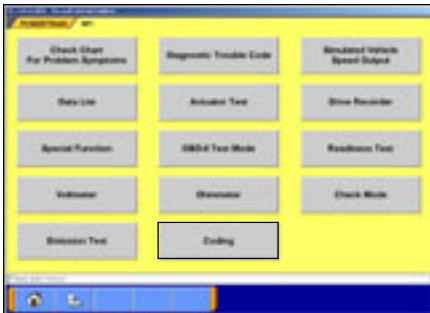 POWERTRAIN MPI
Check Chart
For Problem Symptoms
Diagnostic Trouble Code
Simulated Vehicle
Speed Output
Data List
Actuator Test
Drive Recorder
Special Function
OBD-II Test Mode
Readiness Test
Voltmeter
Ohmmeter
Check Mode
Emission Test
Coding